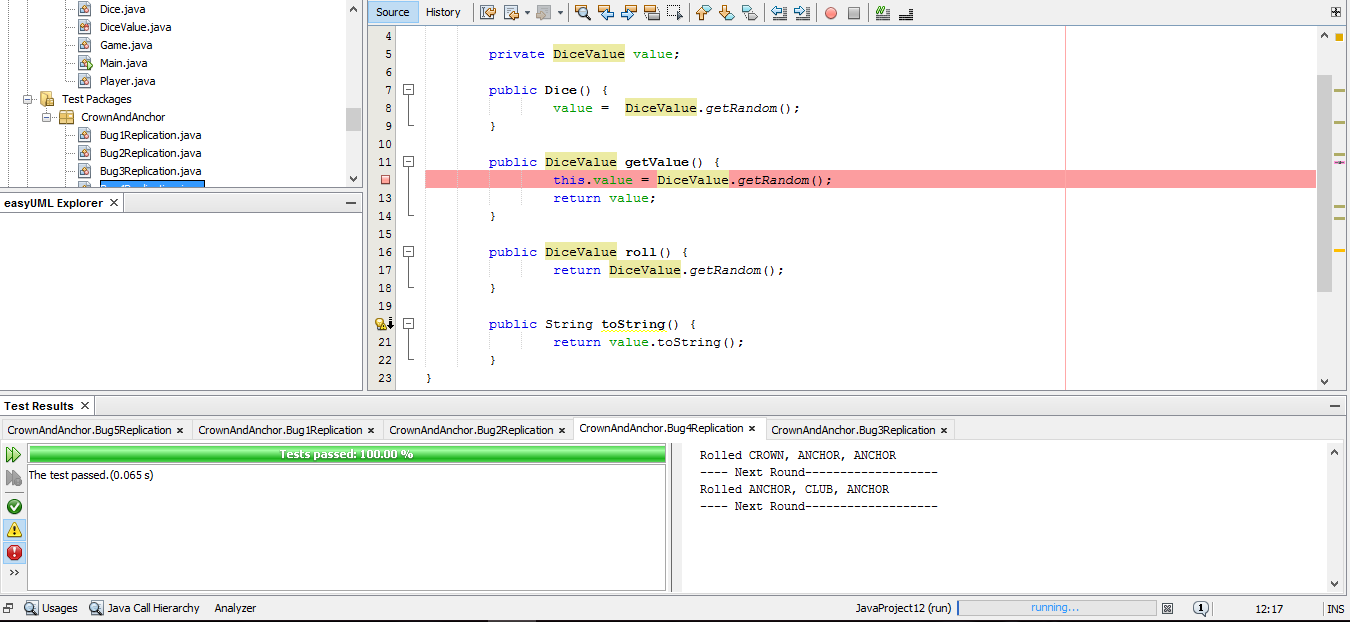 Dice.java
DiceValue.java
Game.java
Main.java
Player.java
Test Packages
CrownAndAnchor
Bug1Replication.java
Bug2Replication.java
Bug3Replication.java
easyUML Explorer
Source History
4
5 private DiceValue value;
6
7 public Dice() {
8 value = DiceValue.getRandom();
9 }
10
11 public DiceValue getValue() {
this.value = DiceValue.getRandom();
13 return value;
14 }
15
16 public DiceValue roll() {
17 return DiceValue.getRandom();
18 }
19
public String toString() {
21 return value.toString();
22 }
23 }
Test Results
CrownAndAnchor.Bug5Replication CrownAndAnchor.Bug1Replication CrownAndAnchor.Bug2Replication CrownAndAnchor.Bug4Replication CrownAndAnchor.Bug3Replication
Tests passed: 100.00 %
The test passed.(0.065 s)
Rolled CROWN, ANCHOR, ANCHOR
---- Next Round-------------------
Rolled ANCHOR, CLUB, ANCHOR
---- Next Round-------------------
Usages Java Call Hierarchy Analyzer JavaProject12 (run) running... 1 12:17 INS